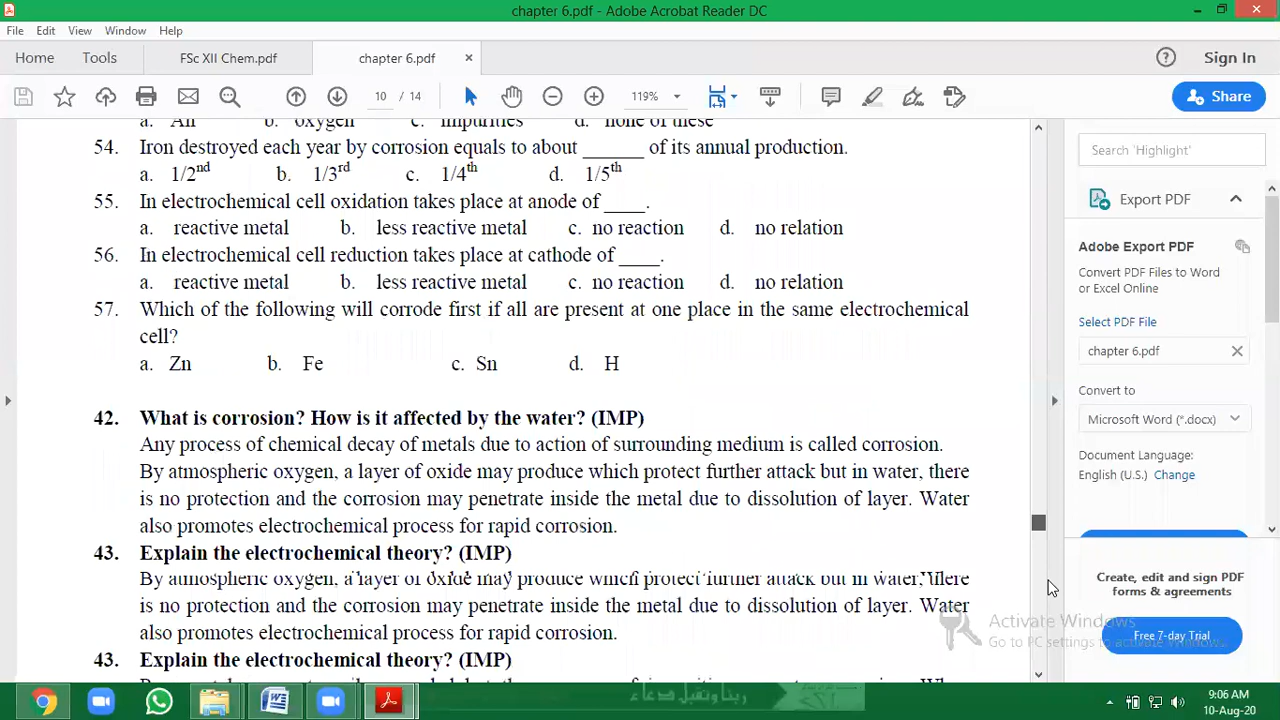 chapter 6.pdf - Adobe Acrobat Reader DC
File Edit View Window Help
Home Tools FSc XII Chem.pdf chapter 6.pdf × Sign In
10 / 14 119% Share
a. An b. oxygen c. impurities d. none of these
54. Iron destroyed each year by corrosion equals to about ______ of its annual production.
a. 1/2nd b. 1/3rd c. 1/4th d. 1/5th
55. In electrochemical cell oxidation takes place at anode of ____.
a. reactive metal b. less reactive metal c. no reaction d. no relation
56. In electrochemical cell reduction takes place at cathode of ____.
a. reactive metal b. less reactive metal c. no reaction d. no relation
57. Which of the following will corrode first if all are present at one place in the same electrochemical
cell?
a. Zn b. Fe c. Sn d. H
42. What is corrosion? How is it affected by the water? (IMP)
Any process of chemical decay of metals due to action of surrounding medium is called corrosion.
By atmospheric oxygen, a layer of oxide may produce which protect further attack but in water, there
is no protection and the corrosion may penetrate inside the metal due to dissolution of layer. Water
also promotes electrochemical process for rapid corrosion.
43. Explain the electrochemical theory? (IMP)
By atmospheric oxygen, a layer of oxide may produce which protect further attack but in water, there
is no protection and the corrosion may penetrate inside the metal due to dissolution of layer. Water
also promotes electrochemical process for rapid corrosion.
43. Explain the electrochemical theory? (IMP)
Search 'Highlight'
Export PDF
Adobe Export PDF
Convert PDF Files to Word
or Excel Online
Select PDF File
chapter 6.pdf
Convert to
Microsoft Word (*.docx)
Document Language:
English (U.S.) Change
Create, edit and sign PDF
forms & agreements
Free 7-day Trial
Activate Windows
Go to PC settings to activate Windows.
ربنا وتقبل دعاء
9:06 AM
10-Aug-20